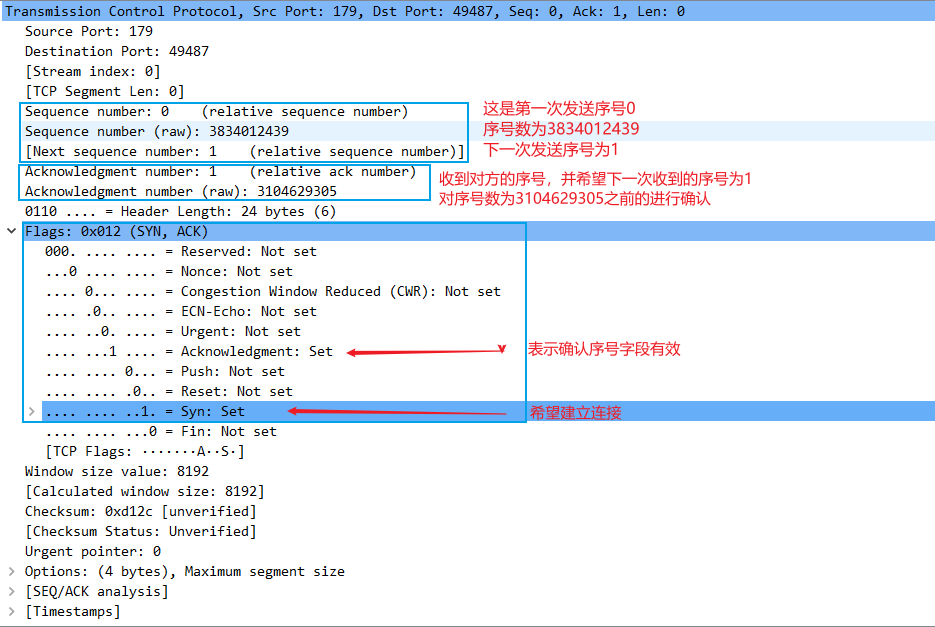 Transmission Control Protocol, Src Port: 179, Dst Port: 49487, Seq: 0, Ack: 1, Len: 0
Source Port: 179
Destination Port: 49487
[Stream index: 0]
[TCP Segment Len: 0]
Sequence number: 0    (relative sequence number)
这是第一次发送序号0
Sequence number (raw): 3834012439
序号数为3834012439
[Next sequence number: 1    (relative sequence number)]
下一次发送序号为1
Acknowledgment number: 1    (relative ack number)
收到对方的序号，并希望下一次收到的序号为1
Acknowledgment number (raw): 3104629305
对序号数为3104629305之前的进行确认
0110 .... = Header Length: 24 bytes (6)
Flags: 0x012 (SYN, ACK)
000. .... .... = Reserved: Not set
...0 .... .... = Nonce: Not set
.... 0... .... = Congestion Window Reduced (CWR): Not set
.... .0.. .... = ECN-Echo: Not set
.... ..0. .... = Urgent: Not set
.... ...1 .... = Acknowledgment: Set
表示确认序号字段有效
.... .... 0... = Push: Not set
.... .... .0.. = Reset: Not set
.... .... ..1. = Syn: Set
希望建立连接
.... .... ...0 = Fin: Not set
[TCP Flags: ·······A··S·]
Window size value: 8192
[Calculated window size: 8192]
Checksum: 0xd12c [unverified]
[Checksum Status: Unverified]
Urgent pointer: 0
Options: (4 bytes), Maximum segment size
[SEQ/ACK analysis]
[Timestamps]